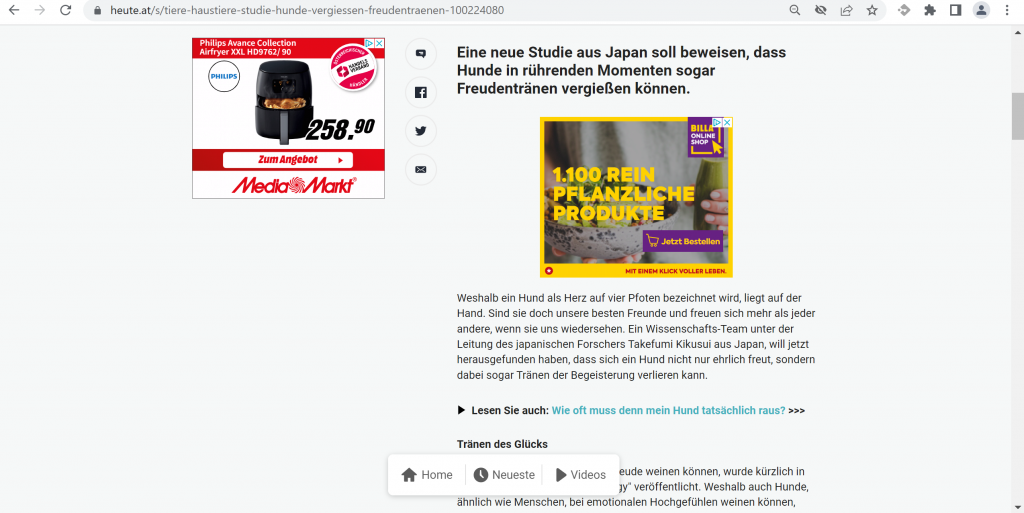 heute.at/s/tiere-haustiere-studie-hunde-vergiessen-freudentraenen-100224080
Philips Avance Collection
Airfryer XXL HD9762/ 90
PHILIPS
HANDELS
VERBAND
HÄNDLER
258.90
Zum Angebot
Media Markt
Eine neue Studie aus Japan soll beweisen, dass
Hunde in rührenden Momenten sogar
Freudentränen vergießen können.
BILLA
ONLINE
SHOP
1.100 REIN
PFLANZLICHE
PRODUKTE
Jetzt Bestellen
MIT EINEM KLICK VOLLER LEBEN.
Weshalb ein Hund als Herz auf vier Pfoten bezeichnet wird, liegt auf der
Hand. Sind sie doch unsere besten Freunde und freuen sich mehr als jeder
andere, wenn sie uns wiedersehen. Ein Wissenschafts-Team unter der
Leitung des japanischen Forschers Takefumi Kikusui aus Japan, will jetzt
herausgefunden haben, dass sich ein Hund nicht nur ehrlich freut, sondern
dabei sogar Tränen der Begeisterung verlieren kann.
Lesen Sie auch: Wie oft muss denn mein Hund tatsächlich raus? >>>
Tränen des Glücks
eude weinen können, wurde kürzlich in
gy" veröffentlicht. Weshalb auch Hunde,
ähnlich wie Menschen, bei emotionalen Hochgefühlen weinen können,
Home
Neueste
Videos